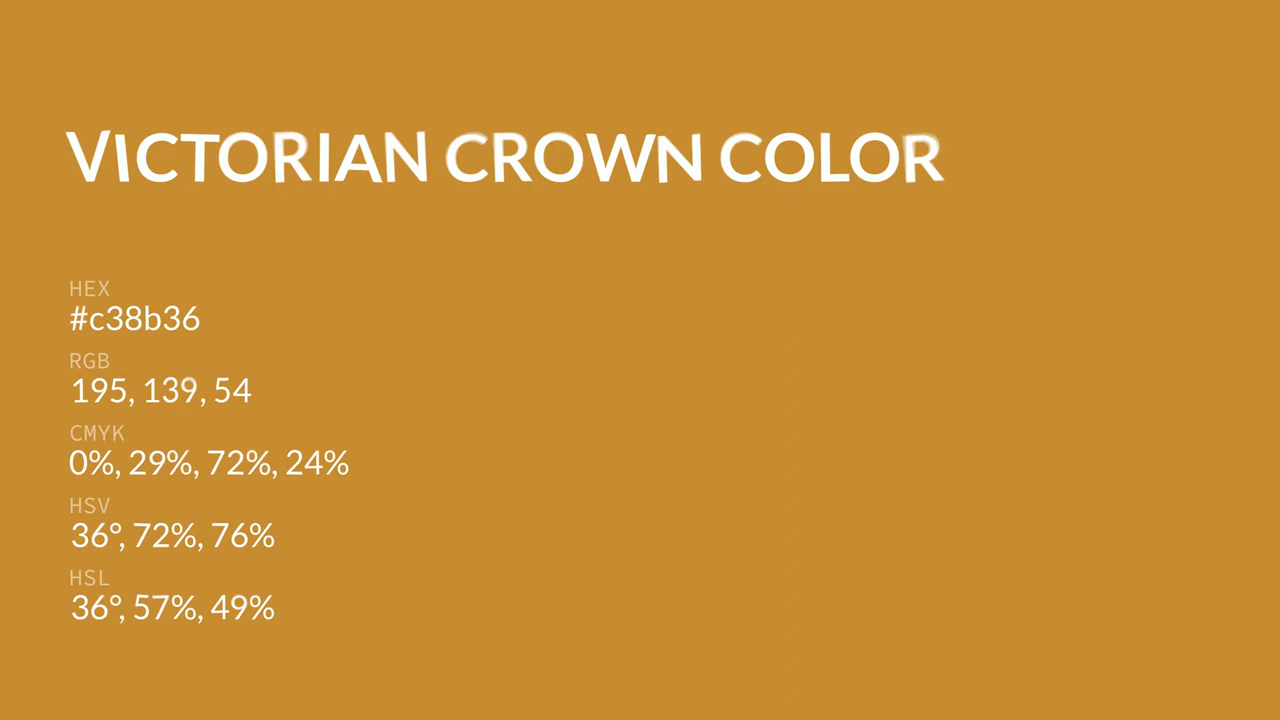 VICTORIAN CROWN COLOR
HEX
#c38b36
RGB
195, 139, 54
CMYK
0%, 29%, 72%, 24%
HSV
36°, 72%, 76%
HSL
36°, 57%, 49%